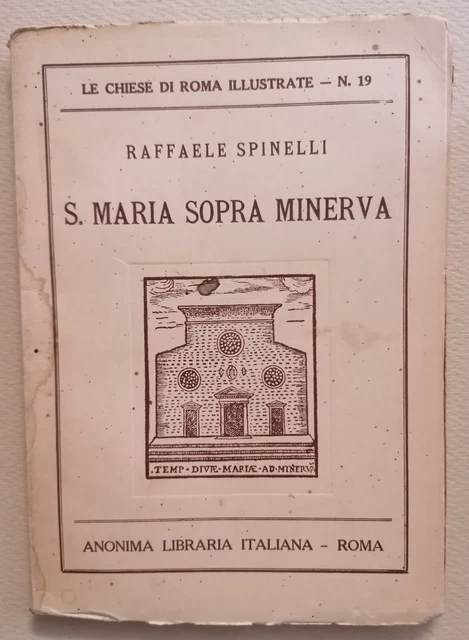 LE CHIESE DI ROMA ILLUSTRATE — N. 19
RAFFAELE SPINELLI
S. MARIA SOPRA MINERVA
.TEMP · DIVÆ · MARIÆ · AD · MINERVÃ
ANONIMA LIBRARIA ITALIANA - ROMA